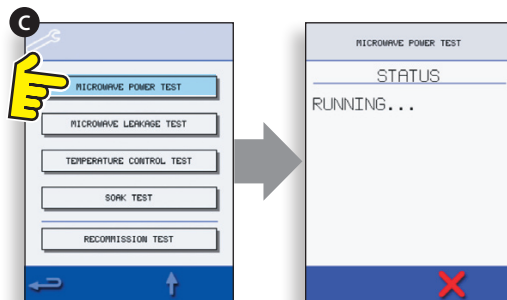 C
MICROWAVE POWER TEST
MICROWAVE LEAKAGE TEST
TEMPERATURE CONTROL TEST
SOAK TEST
RECOMMISSION TEST
MICROWAVE POWER TEST
STATUS
RUNNING...